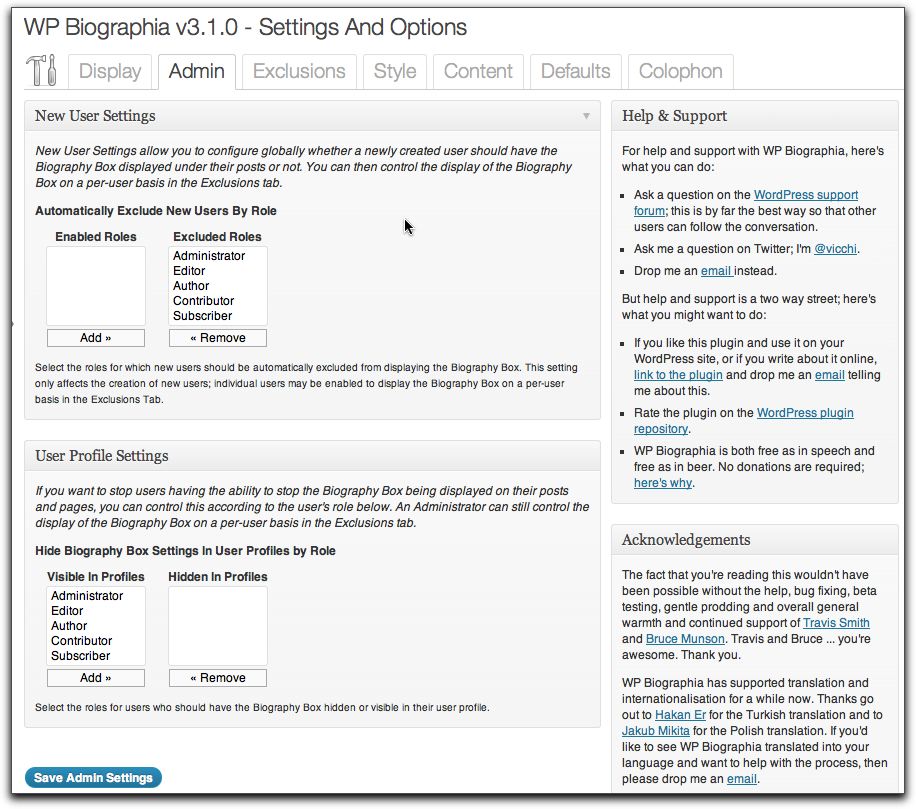 WP Biographia v3.1.0 - Settings And Options
Display
Admin
Exclusions
Style
Content
Defaults
Colophon
New User Settings
New User Settings allow you to configure globally whether a newly created user should have the
Biography Box displayed under their posts or not. You can then control the display of the Biography
Box on a per-user basis in the Exclusions tab.
Automatically Exclude New Users By Role
Enabled Roles
Excluded Roles
Administrator
Editor
Author
Contributor
Subscriber
Add »
« Remove
Select the roles for which new users should be automatically excluded from displaying the Biography Box. This setting
only affects the creation of new users; individual users may be enabled to display the Biography Box on a per-user
basis in the Exclusions Tab.
User Profile Settings
If you want to stop users having the ability to stop the Biography Box being displayed on their posts
and pages, you can control this according to the user's role below. An Administrator can still control the
display of the Biography Box on a per-user basis in the Exclusions tab.
Hide Biography Box Settings In User Profiles by Role
Visible In Profiles
Hidden In Profiles
Administrator
Editor
Author
Contributor
Subscriber
Add »
« Remove
Select the roles for users who should have the Biography Box hidden or visible in their user profile.
Save Admin Settings
Help & Support
For help and support with WP Biographia, here's
what you can do:
Ask a question on the WordPress support
forum; this is by far the best way so that other
users can follow the conversation.
Ask me a question on Twitter; I'm @vicchi.
Drop me an email instead.
But help and support is a two way street; here's
what you might want to do:
If you like this plugin and use it on your
WordPress site, or if you write about it online,
link to the plugin and drop me an email telling
me about this.
Rate the plugin on the WordPress plugin
repository.
WP Biographia is both free as in speech and
free as in beer. No donations are required;
here's why.
Acknowledgements
The fact that you're reading this wouldn't have
been possible without the help, bug fixing, beta
testing, gentle prodding and overall general
warmth and continued support of Travis Smith
and Bruce Munson. Travis and Bruce ... you're
awesome. Thank you.
WP Biographia has supported translation and
internationalisation for a while now. Thanks go
out to Hakan Er for the Turkish translation and to
Jakub Mikita for the Polish translation. If you'd
like to see WP Biographia translated into your
language and want to help with the process, then
please drop me an email.